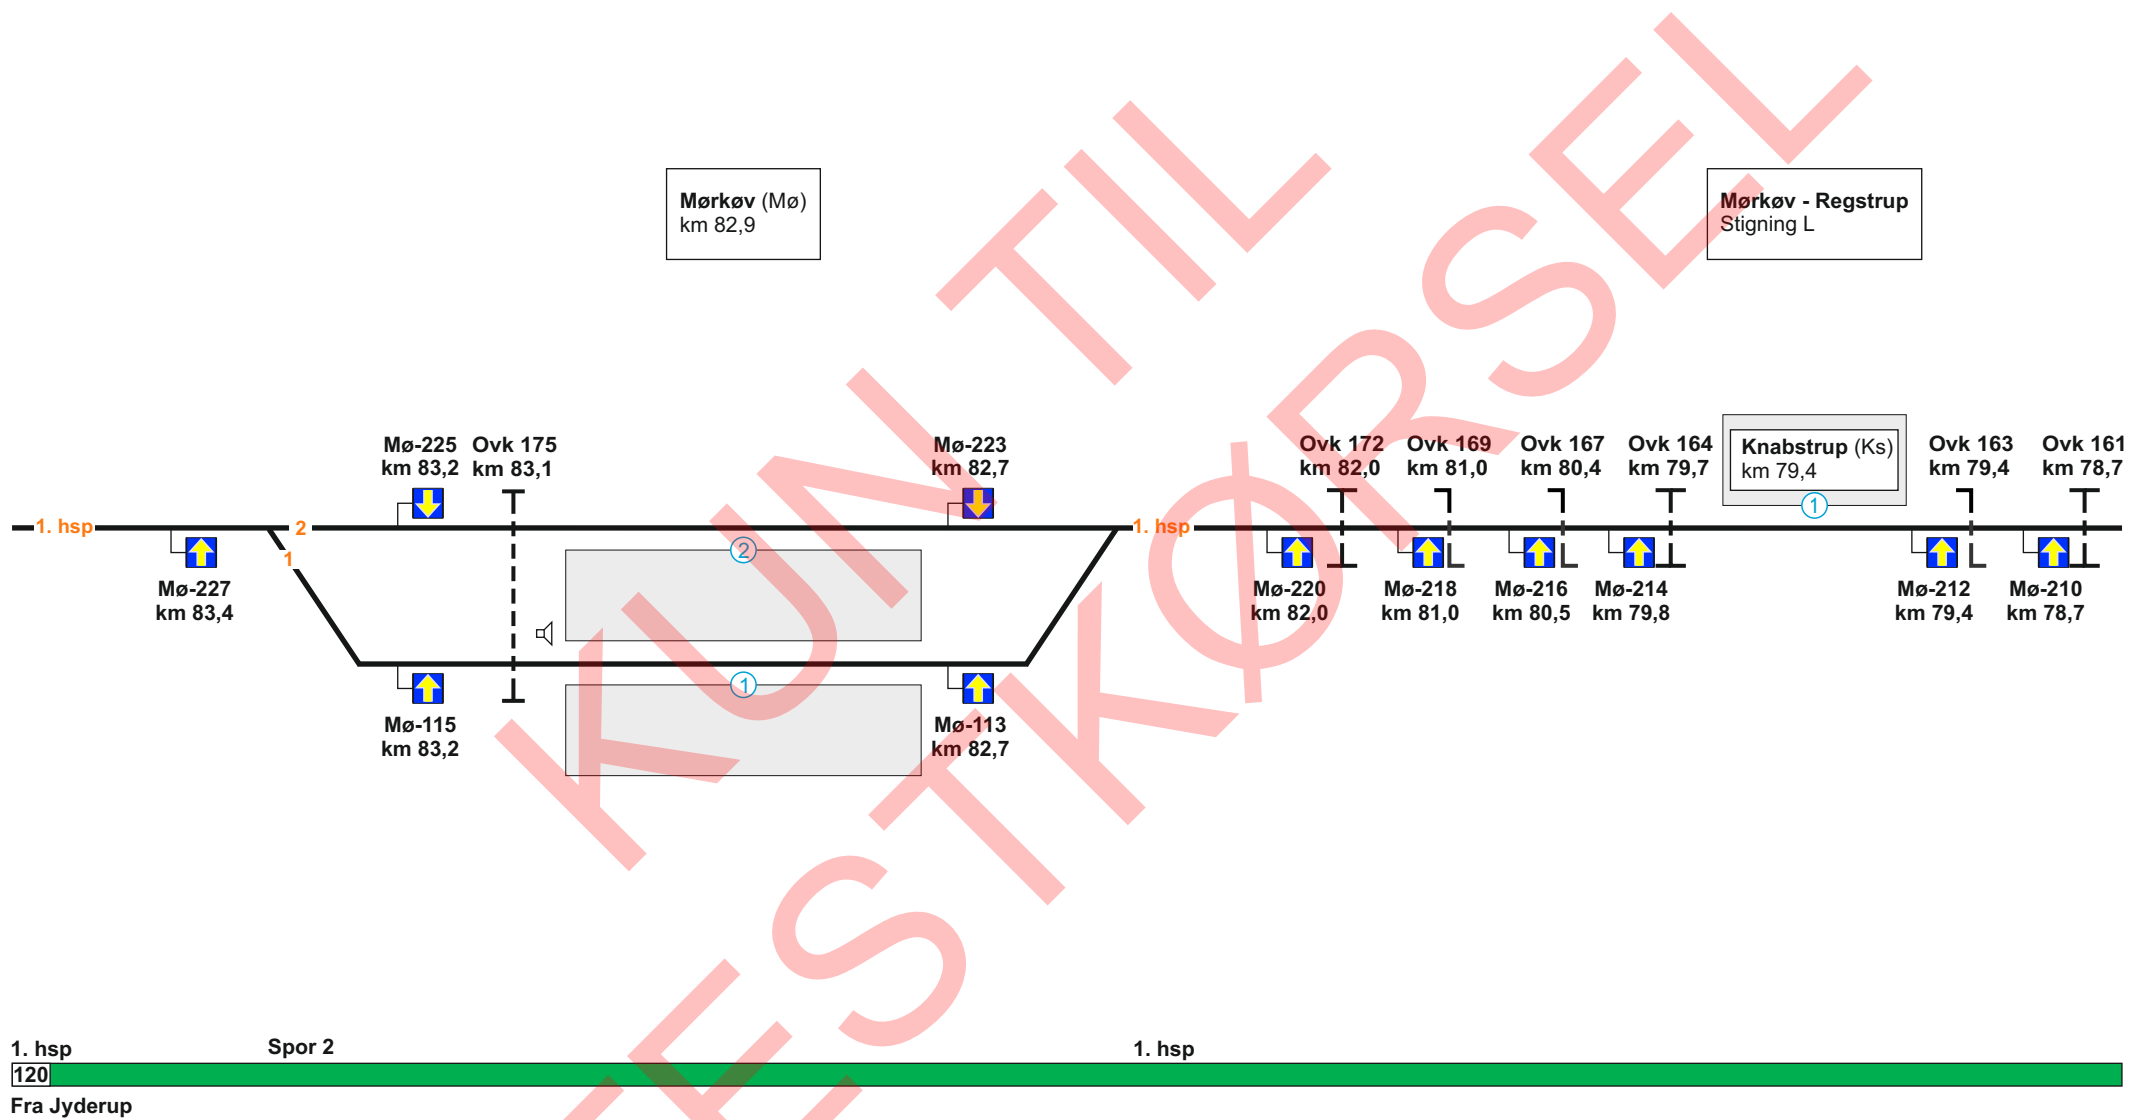 Mørkøv (Mø)
km 82,9
Mørkøv - Regstrup
Stigning L
Mø-225
km 83,2
Ovk 175
km 83,1
Mø-223
km 82,7
Ovk 172
km 82,0
Ovk 169
km 81,0
Ovk 167
km 80,4
Ovk 164
km 79,7
Knabstrup (Ks)
km 79,4
1
Ovk 163
km 79,4
Ovk 161
km 78,7
1. hsp
2
1
1. hsp
2
Mø-227
km 83,4
Mø-220
km 82,0
Mø-218
km 81,0
Mø-216
km 80,5
Mø-214
km 79,8
Mø-212
km 79,4
Mø-210
km 78,7
1
Mø-115
km 83,2
Mø-113
km 82,7
KUN TIL
TESTKØRSEL
1. hsp
Spor 2
1. hsp
120
Fra Jyderup